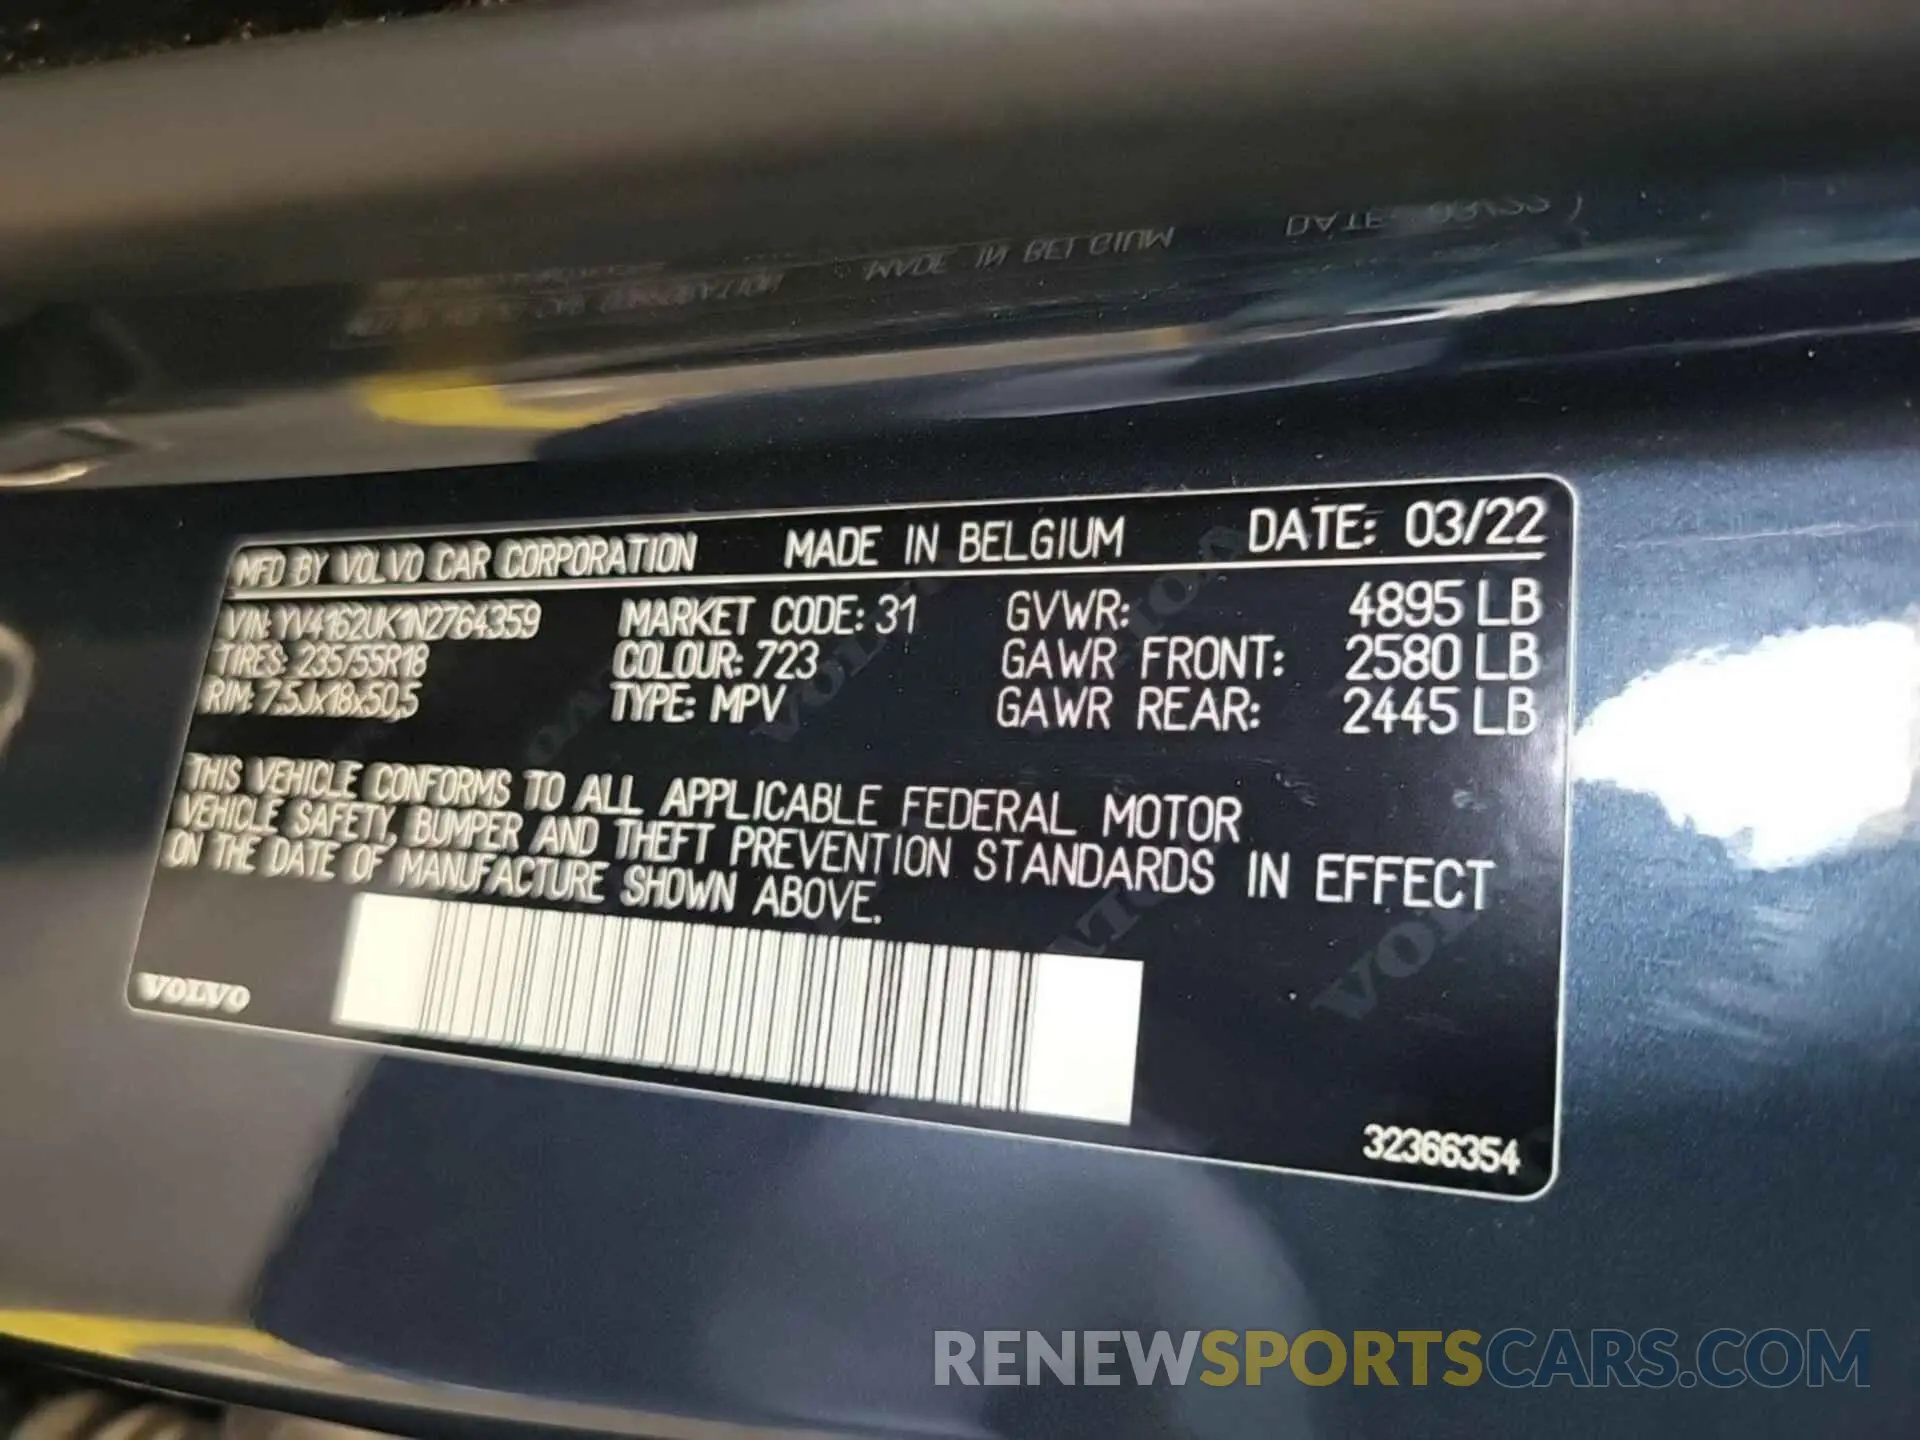 MFD BY VOLVO CAR CORPORATION MADE IN BELGIUM DATE: 03/22
VIN: YV4162UK1N2764359 MARKET CODE: 31 GVWR: 4895 LB
TIRES: 235/55R18 COLOUR: 723 GAWR FRONT: 2580 LB
RIM: 7,5Jx18x50,5 TYPE: MPV GAWR REAR: 2445 LB
THIS VEHICLE CONFORMS TO ALL APPLICABLE FEDERAL MOTOR
VEHICLE SAFETY, BUMPER AND THEFT PREVENTION STANDARDS IN EFFECT
ON THE DATE OF MANUFACTURE SHOWN ABOVE.
VOLVO
32366354
RENEWSPORTSCARS.COM